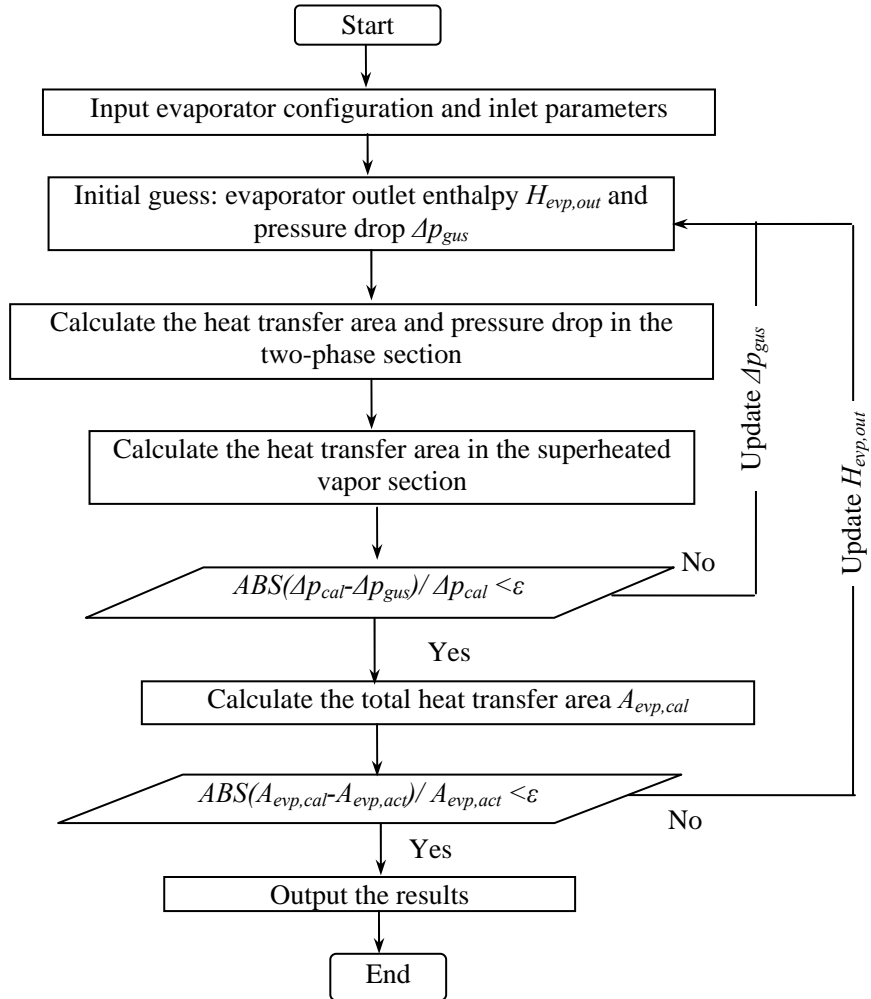 Start
Input evaporator configuration and inlet parameters
Initial guess: evaporator outlet enthalpy Hevp,out and
pressure drop Δpgus
Calculate the heat transfer area and pressure drop in the
two-phase section
Calculate the heat transfer area in the superheated
vapor section
ABS(Δpcal-Δpgus)/ Δpcal <ε
No
Update Δpgus
Update Hevp,out
Yes
Calculate the total heat transfer area Aevp,cal
ABS(Aevp,cal-Aevp,act)/ Aevp,act <ε
No
Yes
Output the results
End